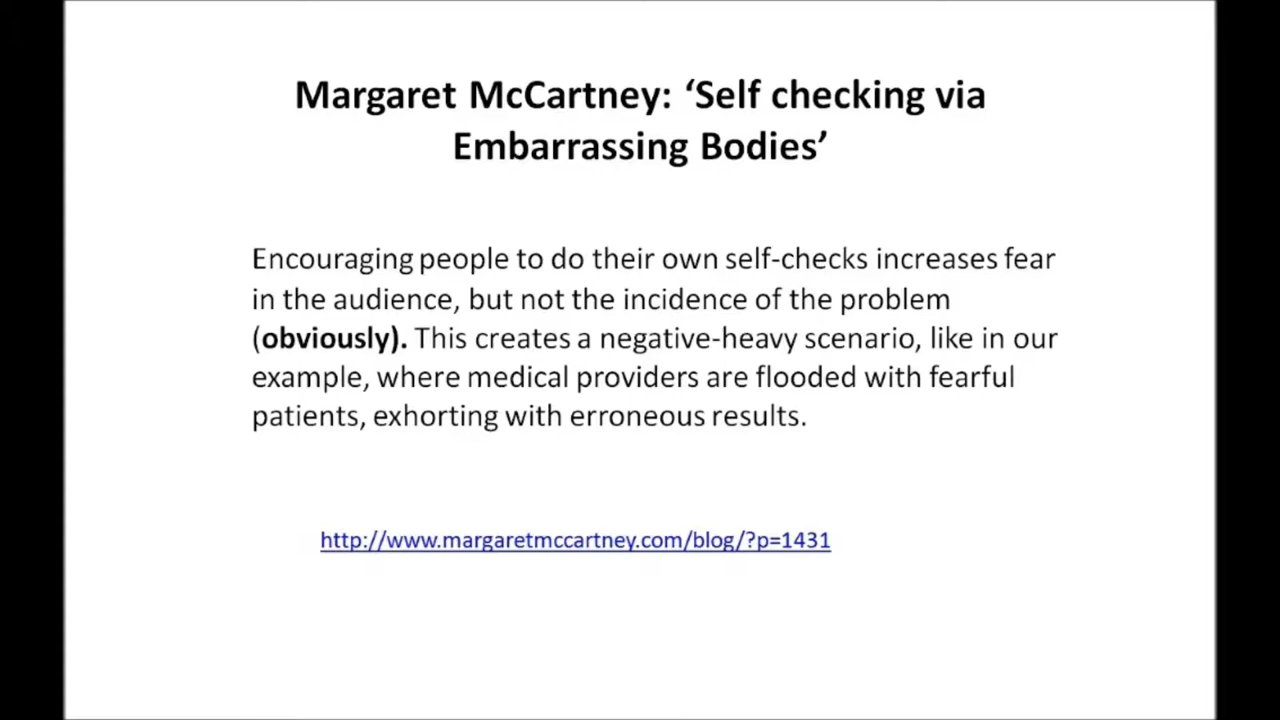 Margaret McCartney: ‘Self checking via
Embarrassing Bodies’
Encouraging people to do their own self-checks increases fear
in the audience, but not the incidence of the problem
(obviously). This creates a negative-heavy scenario, like in our
example, where medical providers are flooded with fearful
patients, exhorting with erroneous results.
http://www.margaretmccartney.com/blog/?p=1431